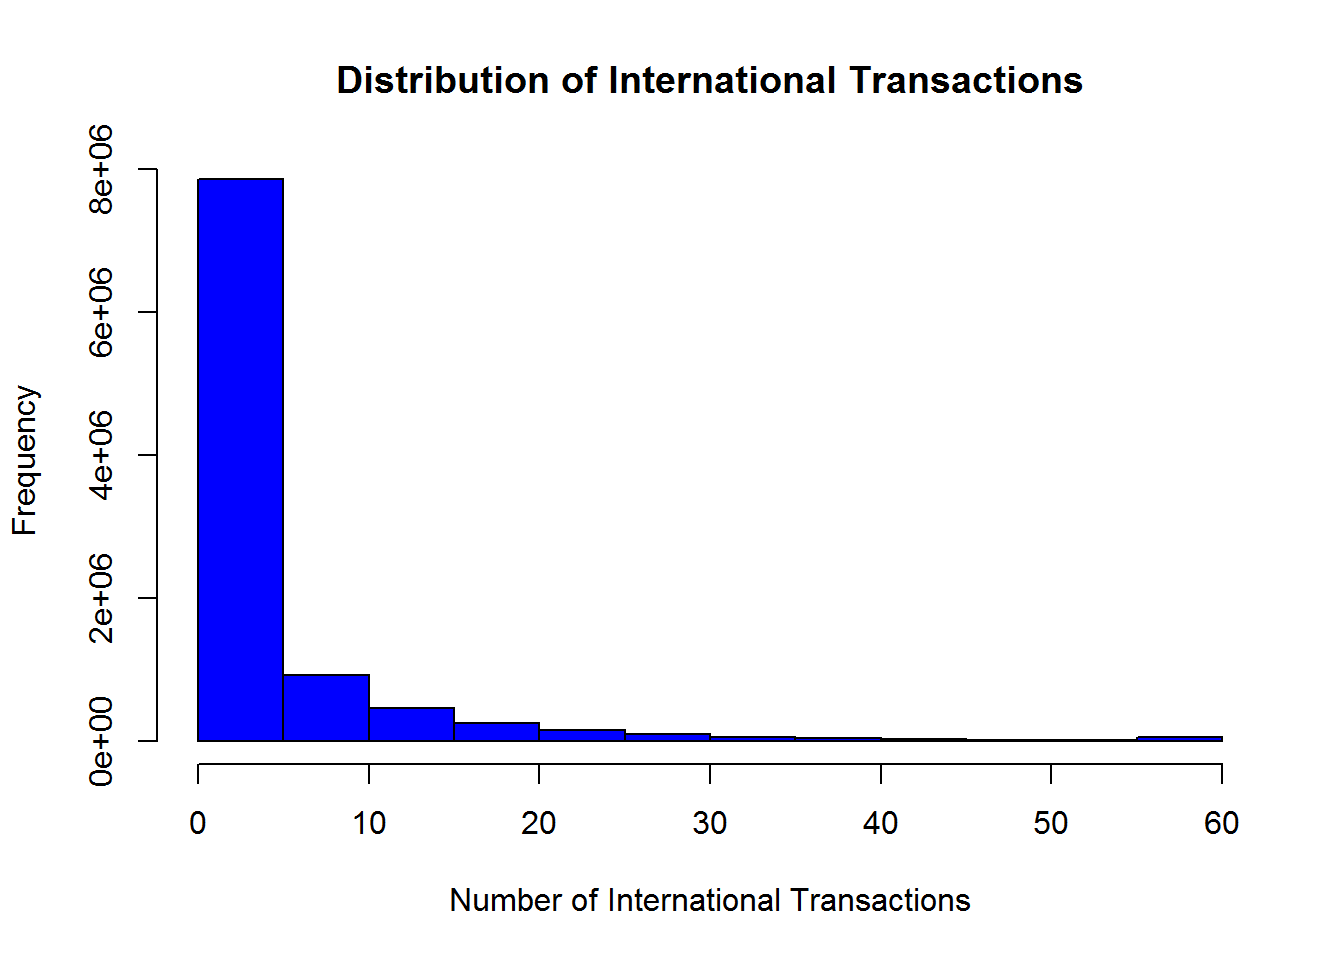 Distribution of International Transactions
8e+06
6e+06
4e+06
2e+06
0e+00
Frequency
0 10 20 30 40 50 60
Number of International Transactions